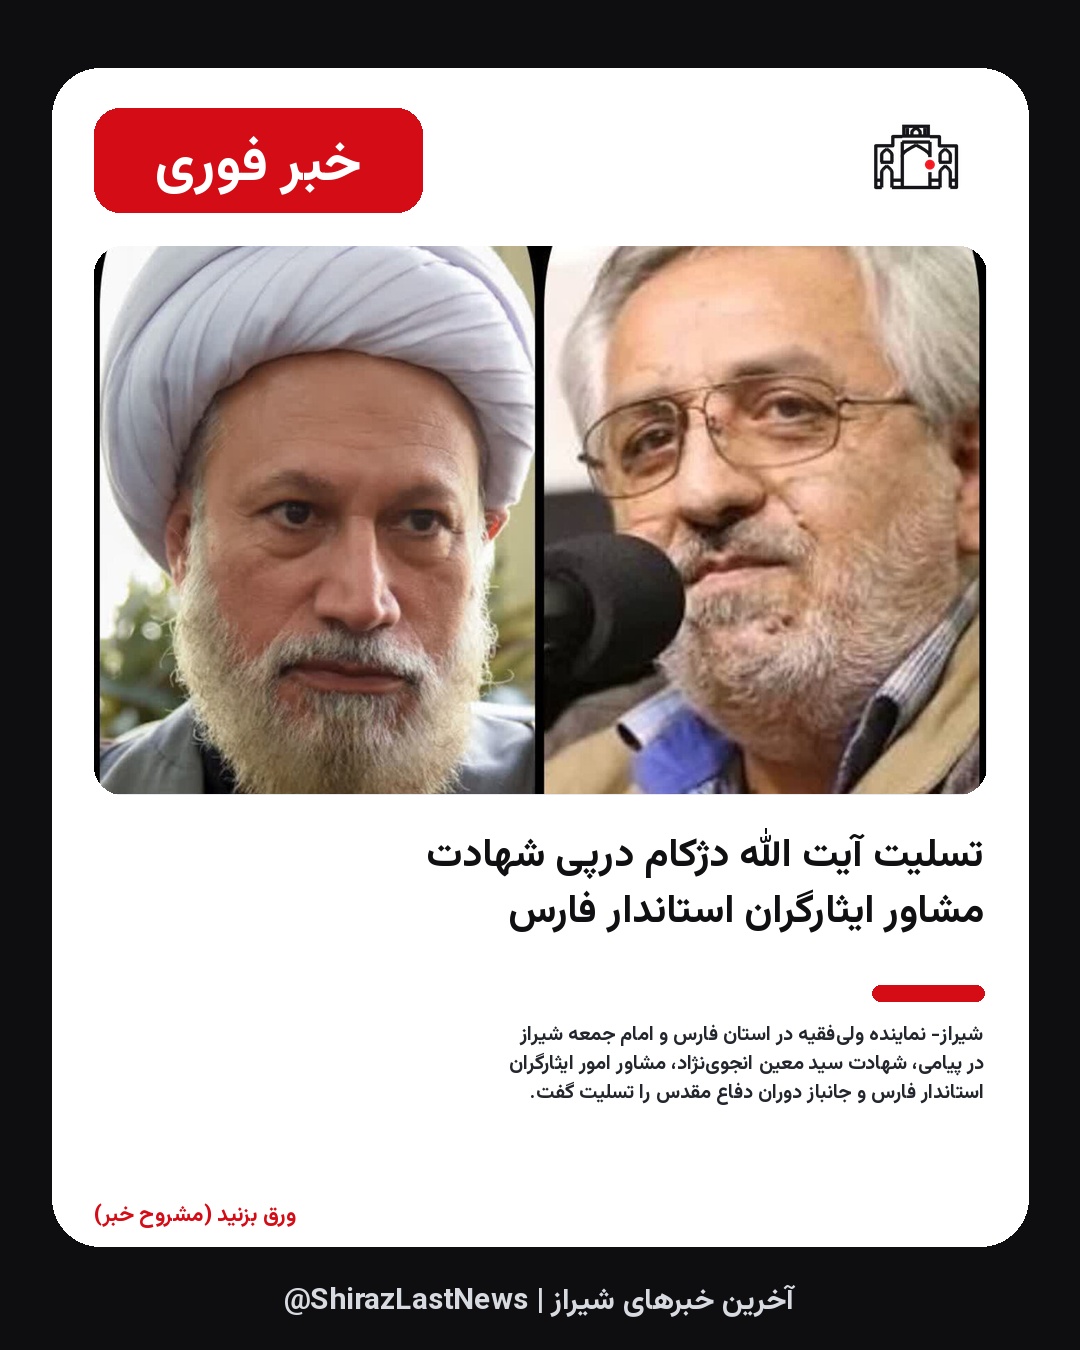 خبر فوری
تسلیت آیت الله دژکام درپی شهادت
مشاور ایثارگران استاندار فارس
شیراز- نماینده ولی‌فقیه در استان فارس و امام جمعه شیراز
در پیامی، شهادت سید معین انجوی‌نژاد، مشاور امور ایثارگران
استاندار فارس و جانباز دوران دفاع مقدس را تسلیت گفت.
ورق بزنید (مشروح خبر)
آخرین خبرهای شیراز | @ShirazLastNews